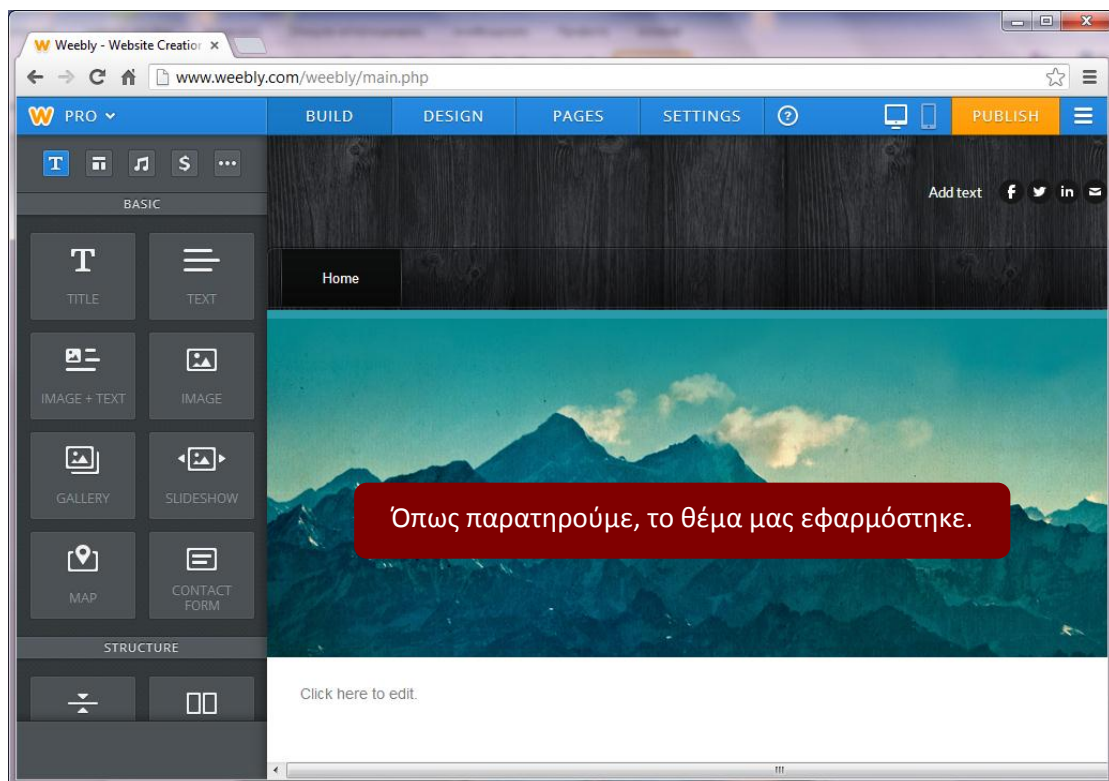 Weebly - Website Creation
www.weebly.com/weebly/main.php
PRO
BUILD
DESIGN
PAGES
SETTINGS
?
PUBLISH
T
$
BASIC
Add text
f
in
T
TITLE
TEXT
Home
IMAGE + TEXT
IMAGE
GALLERY
SLIDESHOW
Όπως παρατηρούμε, το θέμα μας εφαρμόστηκε.
MAP
CONTACT
FORM
STRUCTURE
Click here to edit.